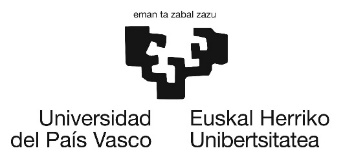 eman ta zabal zazu
Universidad
del País Vasco
Euskal Herriko
Unibertsitatea